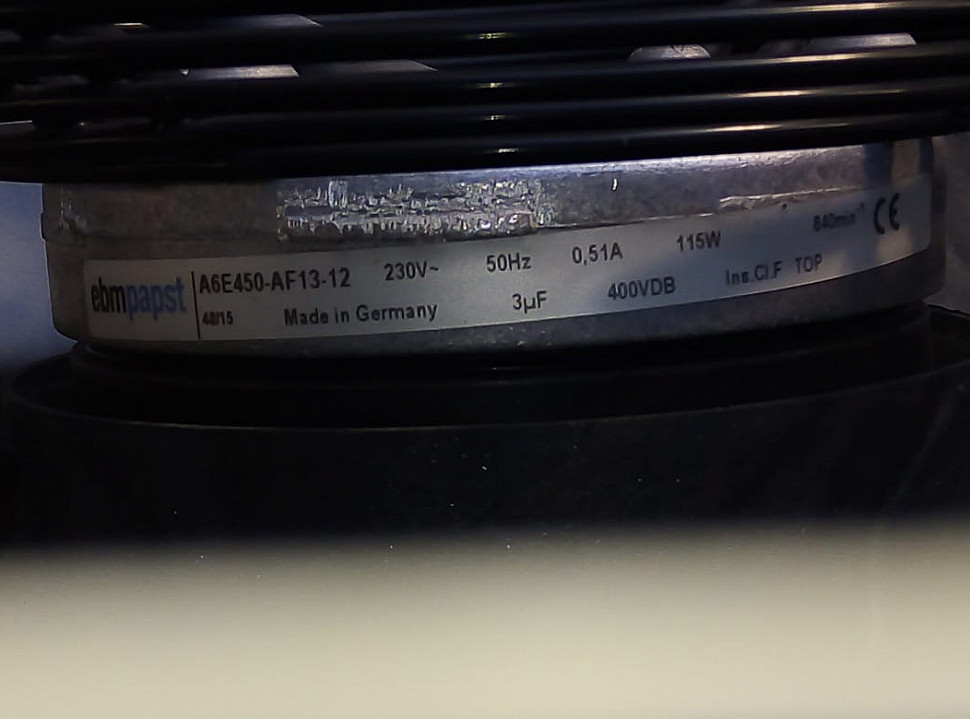 ebmpapst A6E450-AF13-12 230V~ 50Hz 0,51A 115W 840min⁻¹ CE
48/15 Made in Germany 3µF 400VDB Ins.Cl.F TOP